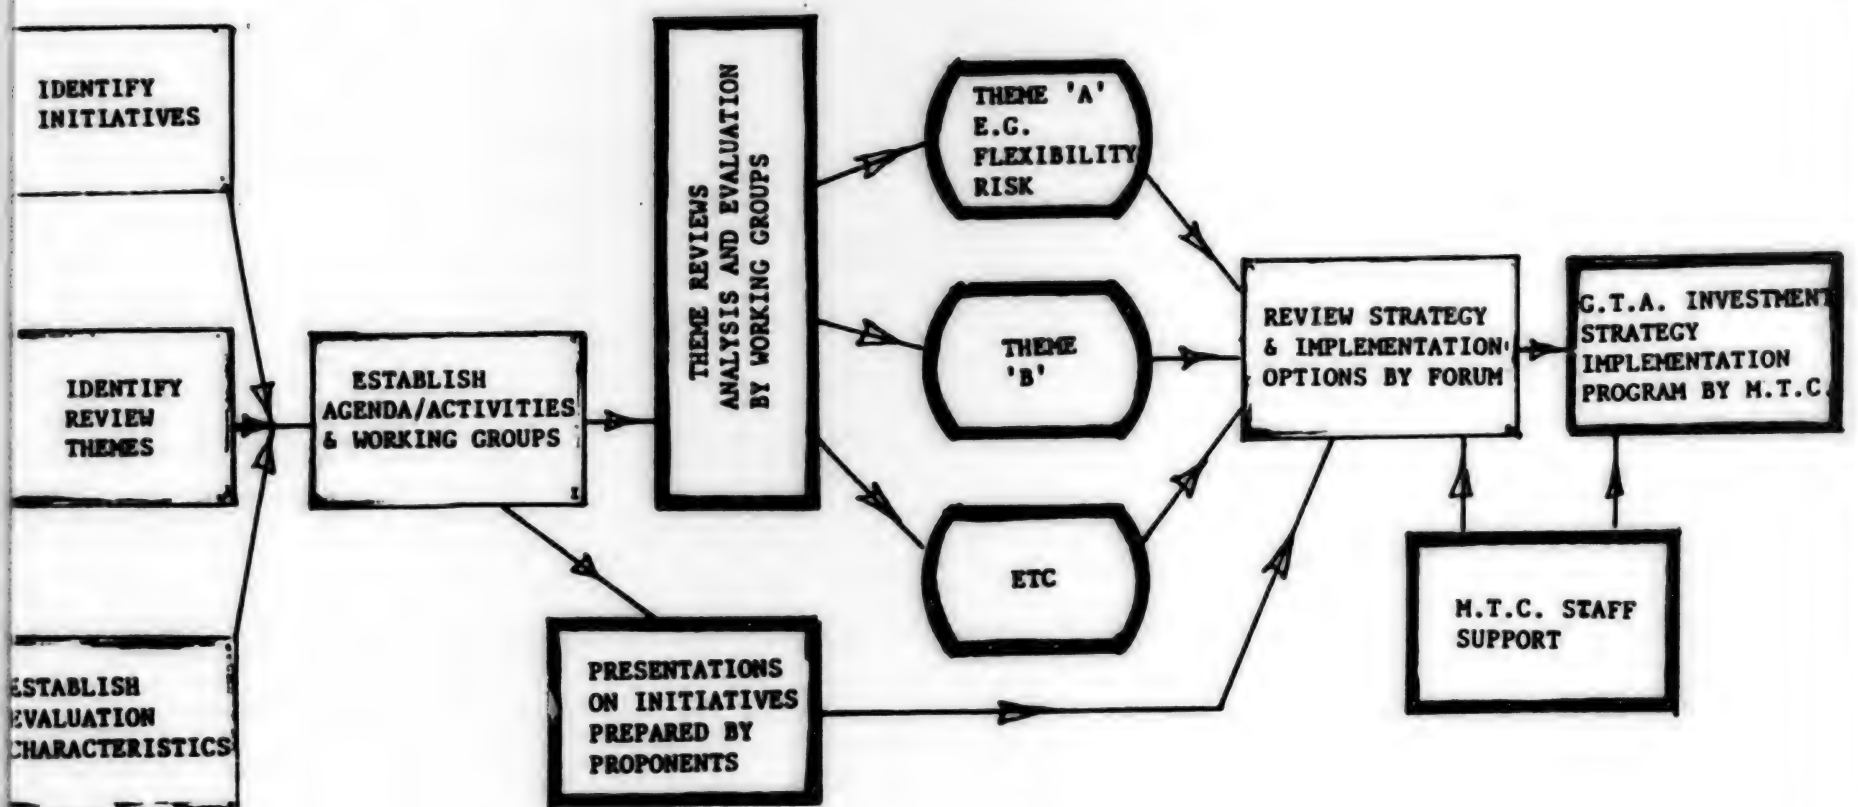 IDENTIFY
INITIATIVES
IDENTIFY
REVIEW
THEMES
ESTABLISH
EVALUATION
CHARACTERISTICS
ESTABLISH
AGENDA/ACTIVITIES
& WORKING GROUPS
THEME REVIEWS
ANALYSIS AND EVALUATION
BY WORKING GROUPS
PRESENTATIONS
ON INITIATIVES
PREPARED BY
PROPONENTS
THEME 'A'
E.G.
FLEXIBILITY
RISK
THEME
'B'
ETC
REVIEW STRATEGY
& IMPLEMENTATION
OPTIONS BY FORUM
G.T.A. INVESTMENT
STRATEGY
IMPLEMENTATION
PROGRAM BY M.T.C.
M.T.C. STAFF
SUPPORT